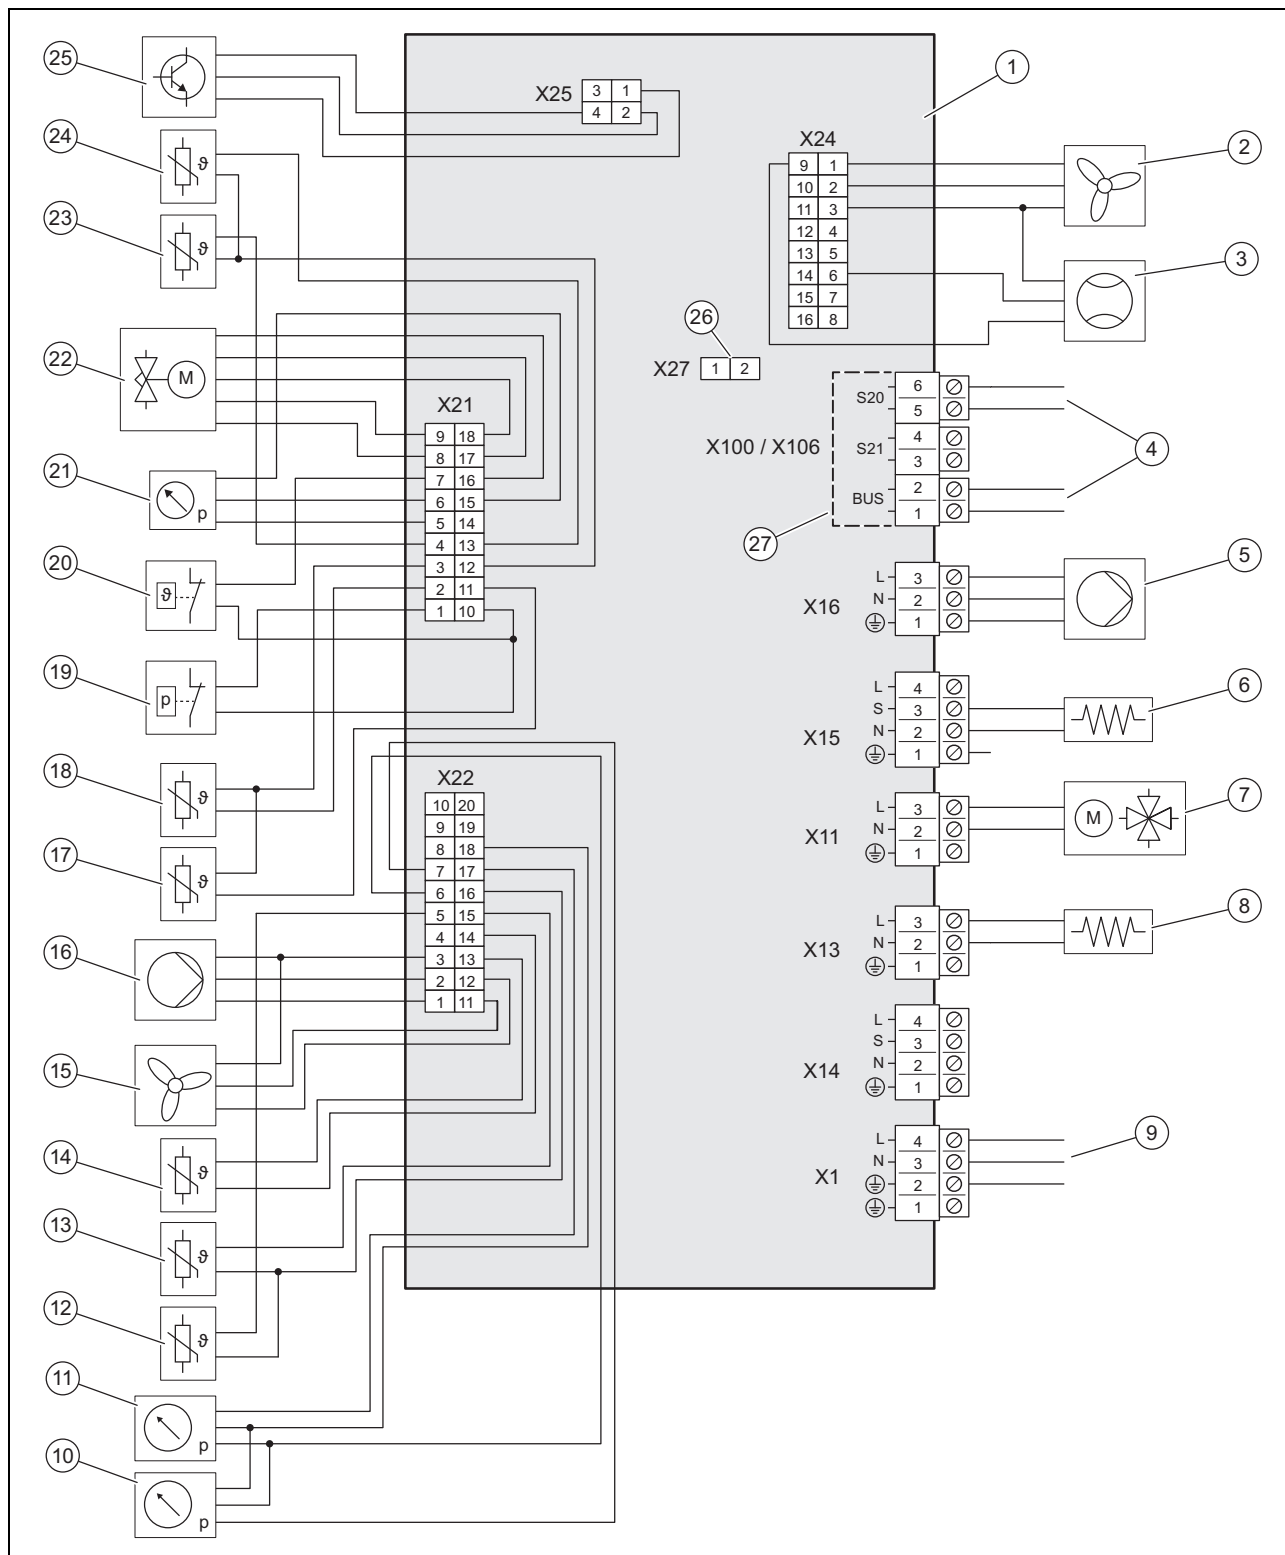 25
24
23
22
M
21
p
20
ϑ
19
p
18
ϑ
17
ϑ
16
15
14
ϑ
13
ϑ
12
ϑ
11
p
10
p
ϑ
ϑ
X25
3 1
4 2
X24
9 1
10 2
11 3
12 4
13 5
14 6
15 7
16 8
26
X27
1 2
X21
9 18
8 17
7 16
6 15
5 14
4 13
3 12
2 11
1 10
X22
10 20
9 19
8 18
7 17
6 16
5 15
4 14
3 13
2 12
1 11
X100 / X106
S20
6
5
S21
4
3
BUS
2
1
27
X16
L 3
N 2
1
X15
L 4
S 3
N 2
1
X11
L 3
N 2
1
X13
L 3
N 2
1
X14
L 4
S 3
N 2
1
X1
L 4
N 3
2
1
1
2
3
4
5
6
7
M
8
9